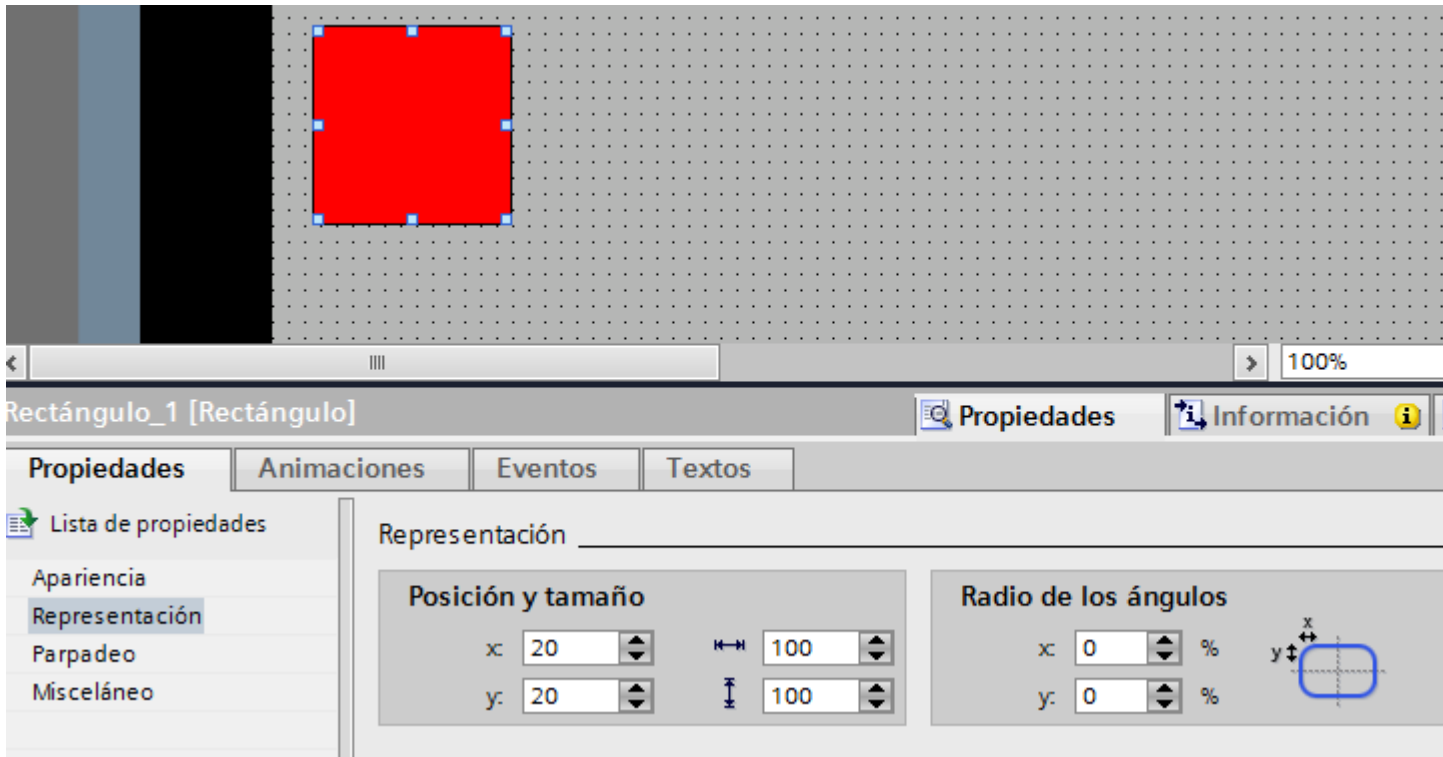 100%
Rectángulo_1 [Rectángulo]
Propiedades
Información
Propiedades
Animaciones
Eventos
Textos
Lista de propiedades
Apariencia
Representación
Parpadeo
Misceláneo
Representación
Posición y tamaño
x: 20
100
y: 20
100
Radio de los ángulos
x: 0 %
y: 0 %
x
y